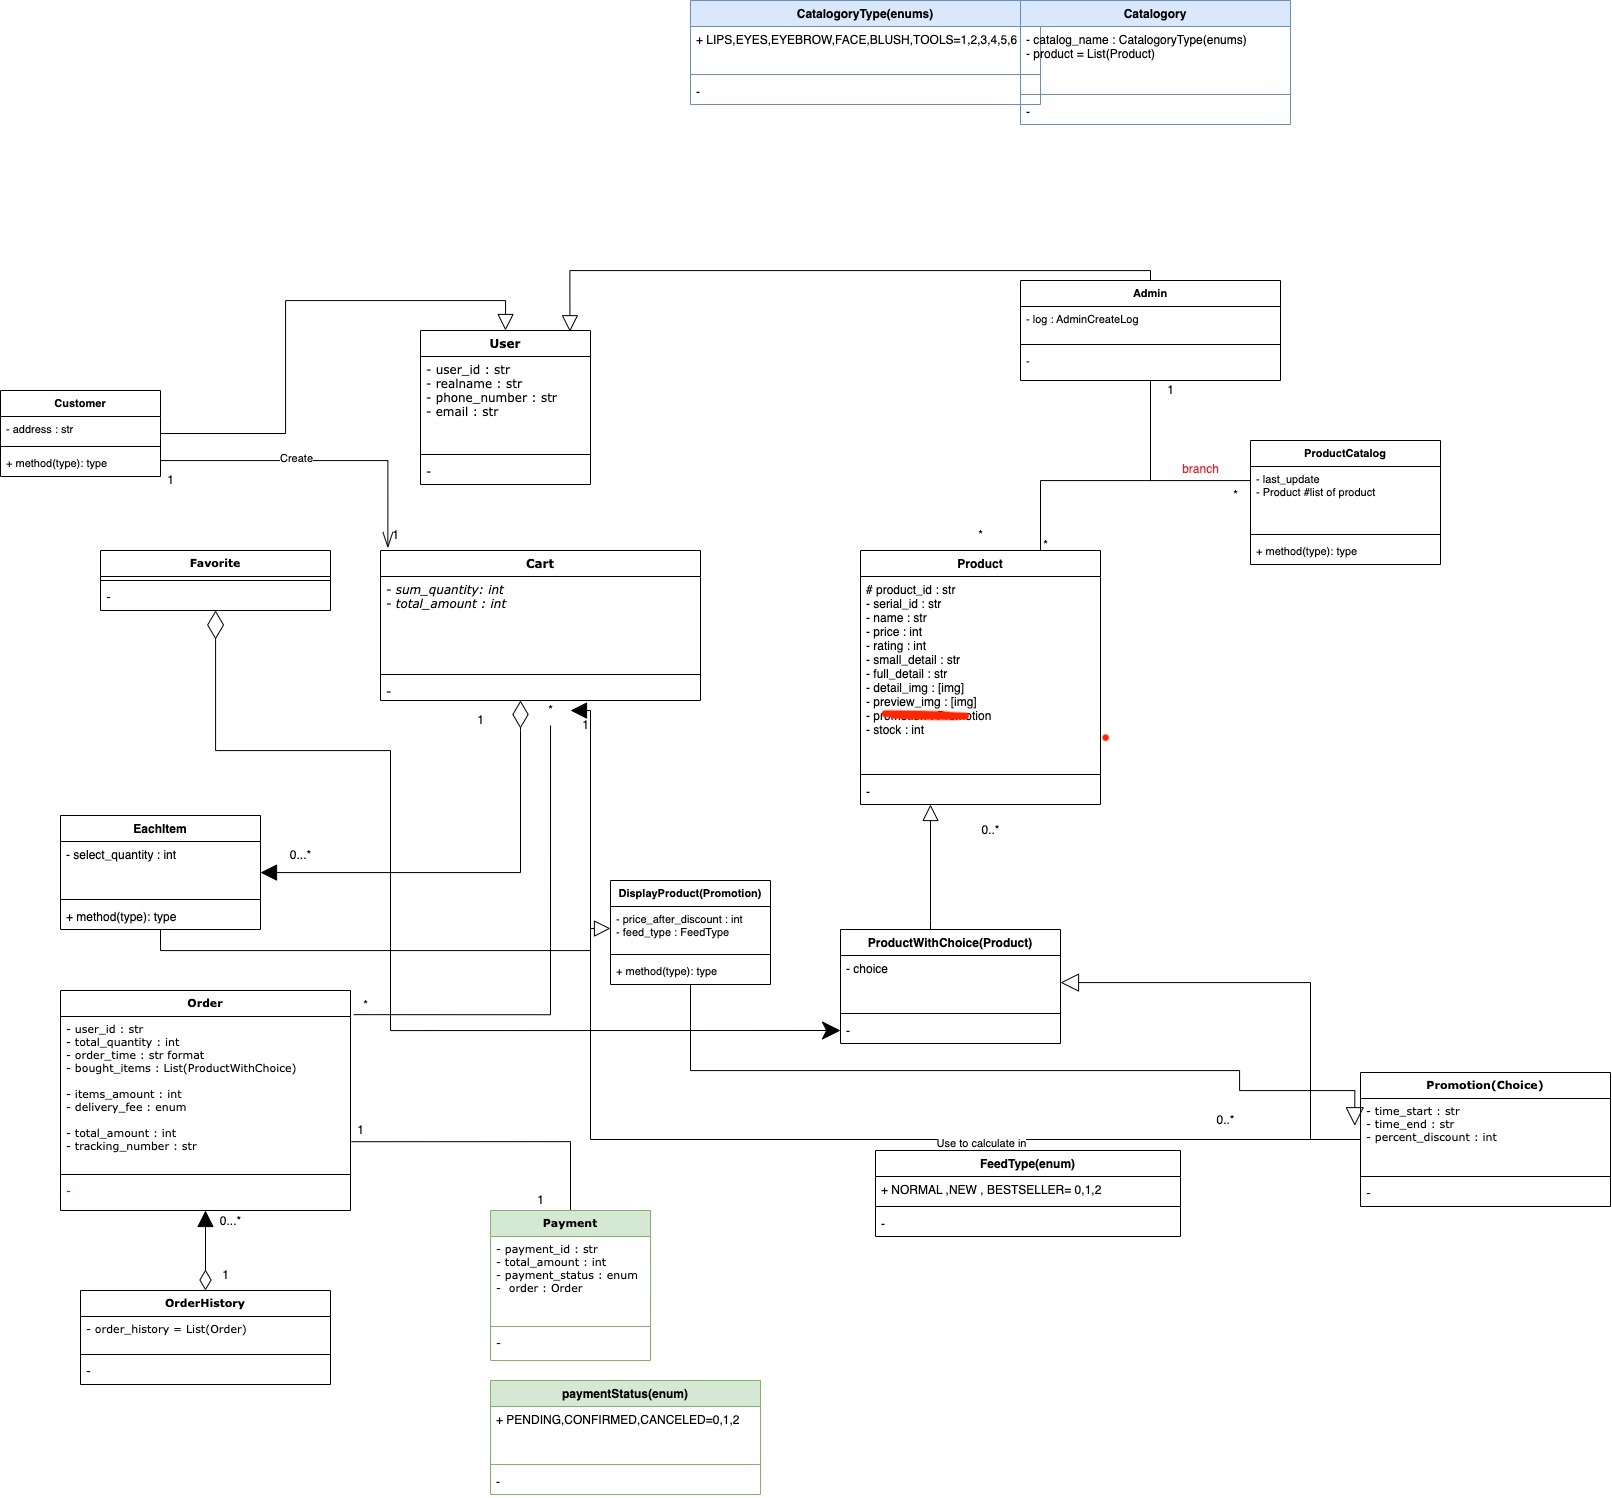 CatalogoryType(enums)
+ LIPS,EYES,EYEBROW,FACE,BLUSH,TOOLS=1,2,3,4,5,6
-
Catalogory
- catalog_name : CatalogoryType(enums)
- product = List(Product)
-
Admin
- log : AdminCreateLog
-
1
User
- user_id : str
- realname : str
- phone_number : str
- email : str
-
Customer
- address : str
+ method(type): type
Create
1
1
branch
*
ProductCatalog
- last_update
- Product #list of product
+ method(type): type
*
*
Favorite
-
Cart
- sum_quantity: int
- total_amount : int
-
Product
# product_id : str
- serial_id : str
- name : str
- price : int
- rating : int
- small_detail : str
- full_detail : str
- detail_img : [img]
- preview_img : [img]
- stock : int
-
1
*
1
0..*
EachItem
- select_quantity : int
+ method(type): type
0...*
DisplayProduct(Promotion)
- price_after_discount : int
- feed_type : FeedType
+ method(type): type
ProductWithChoice(Product)
- choice
-
Order
- user_id : str
- total_quantity : int
- order_time : str format
- bought_items : List(ProductWithChoice)
- items_amount : int
- delivery_fee : enum
- total_amount : int
- tracking_number : str
-
*
1
Promotion(Choice)
- time_start : str
- time_end : str
- percent_discount : int
-
0..*
Use to calculate in
FeedType(enum)
+ NORMAL ,NEW , BESTSELLER= 0,1,2
-
1
Payment
- payment_id : str
- total_amount : int
- payment_status : enum
- order : Order
-
0...*
1
OrderHistory
- order_history = List(Order)
-
paymentStatus(enum)
+ PENDING,CONFIRMED,CANCELED=0,1,2
-